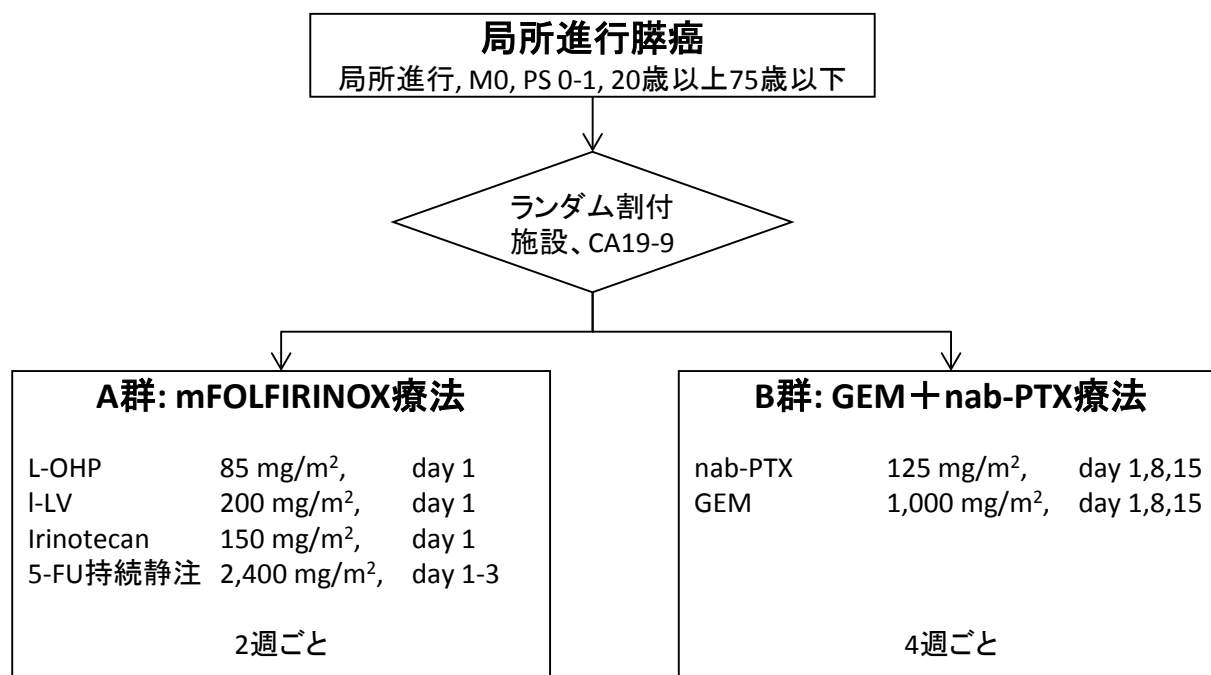 局所進行膵癌
局所進行, M0, PS 0-1, 20歳以上75歳以下
ランダム割付
施設、CA19-9
A群: mFOLFIRINOX療法
L-OHP 85 mg/m², day 1
l-LV 200 mg/m², day 1
Irinotecan 150 mg/m², day 1
5-FU持続静注 2,400 mg/m², day 1-3
2週ごと
B群: GEM＋nab-PTX療法
nab-PTX 125 mg/m², day 1,8,15
GEM 1,000 mg/m², day 1,8,15
4週ごと